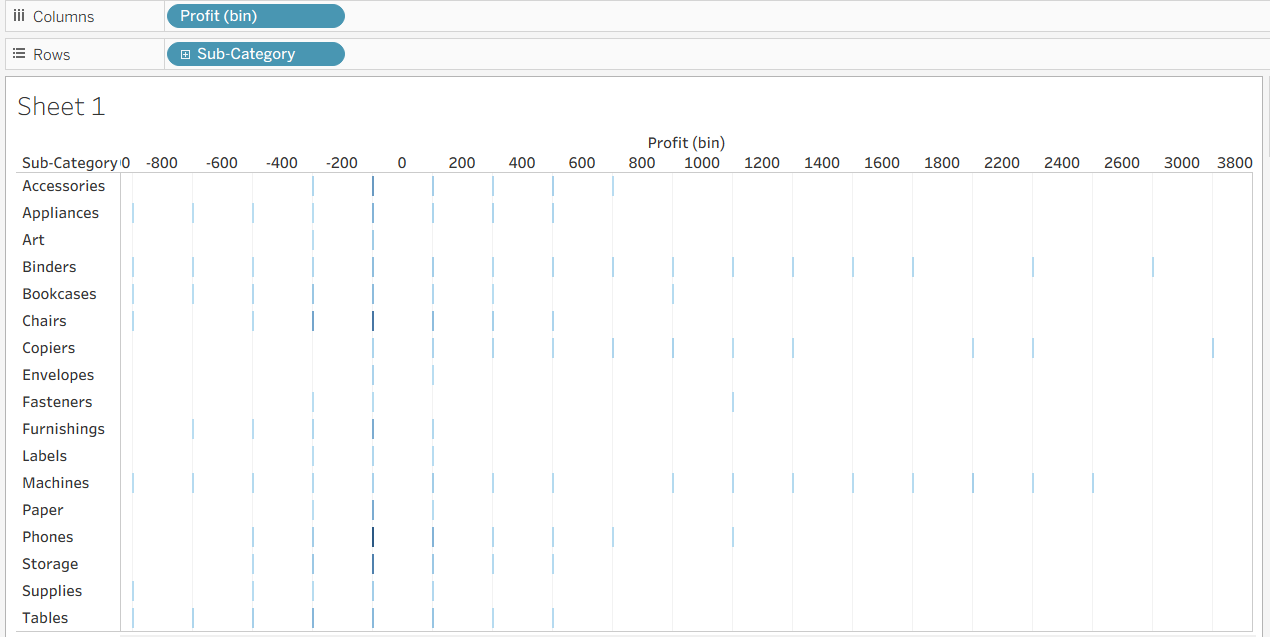 Columns Profit (bin)
Rows Sub-Category
Sheet 1
Profit (bin)
Sub-Category 0 -800 -600 -400 -200 0 200 400 600 800 1000 1200 1400 1600 1800 2200 2400 2600 3000 3800
Accessories
Appliances
Art
Binders
Bookcases
Chairs
Copiers
Envelopes
Fasteners
Furnishings
Labels
Machines
Paper
Phones
Storage
Supplies
Tables